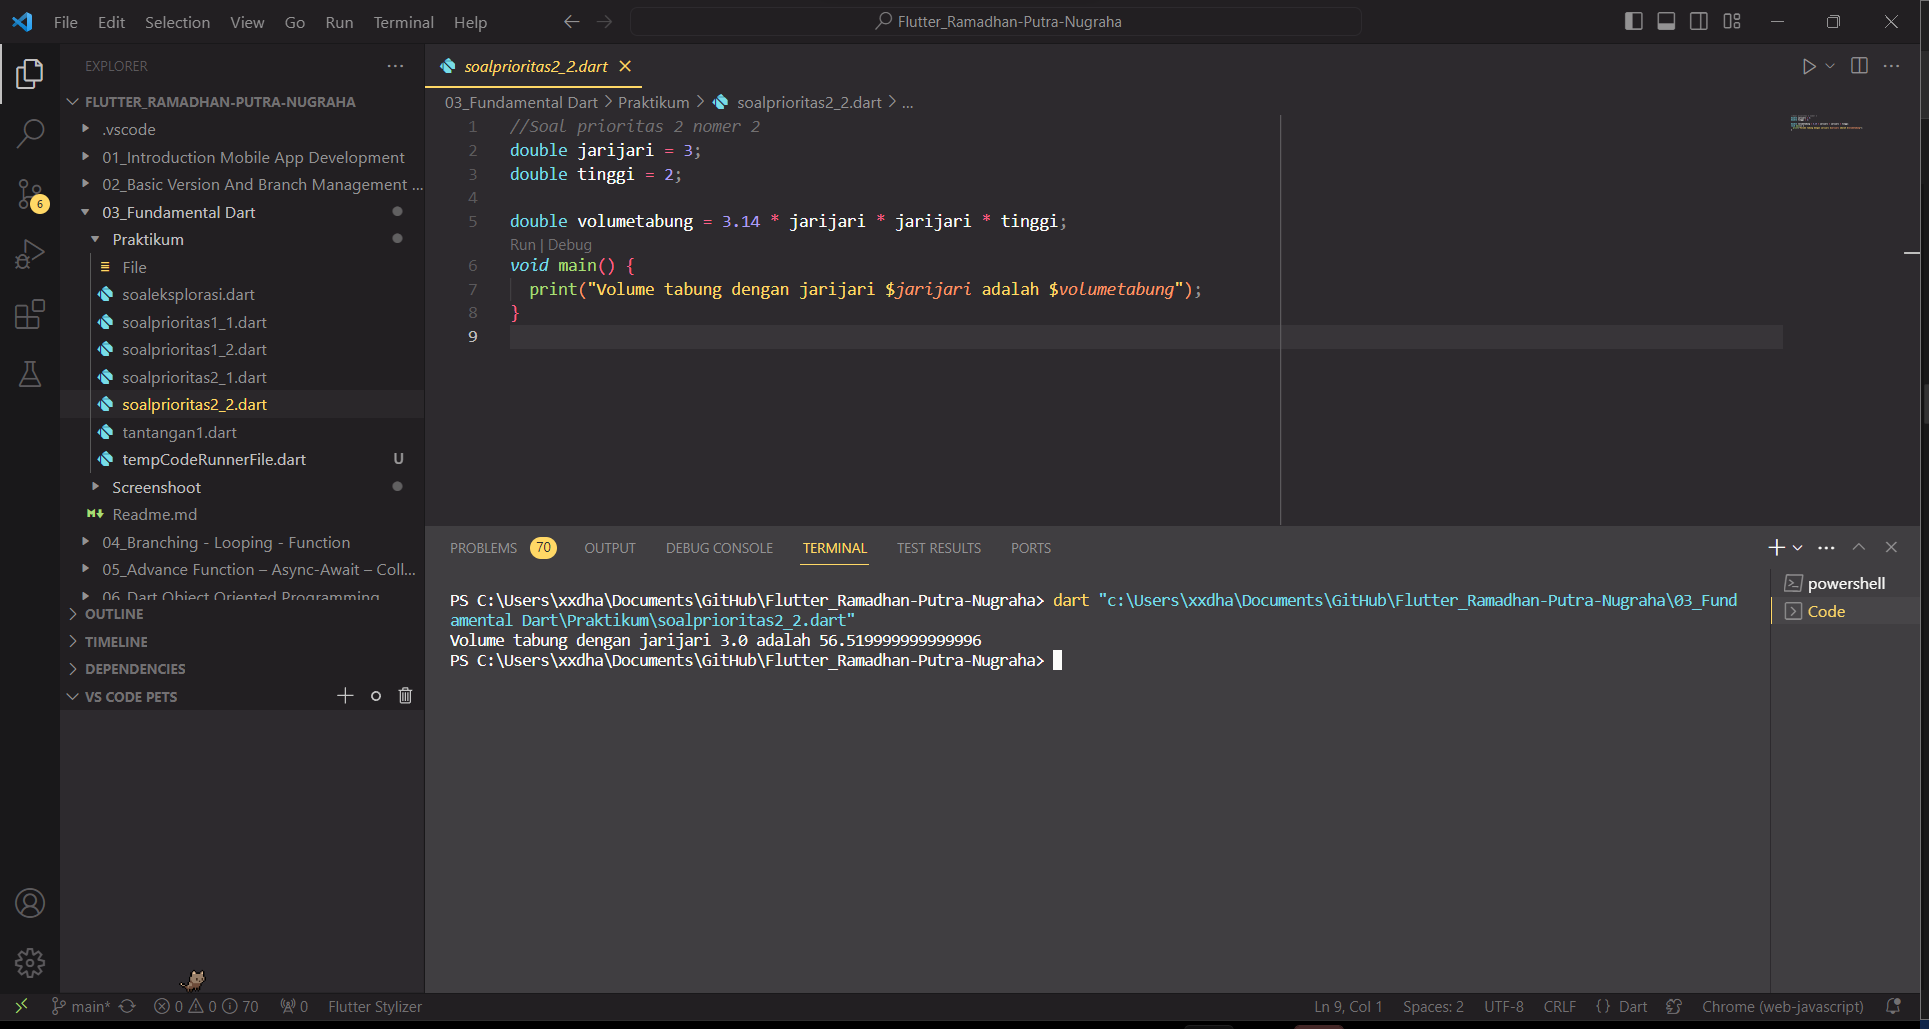 File Edit Selection View Go Run Terminal Help
Flutter_Ramadhan-Putra-Nugraha
EXPLORER
FLUTTER_RAMADHAN-PUTRA-NUGRAHA
.vscode
01_Introduction Mobile App Development
02_Basic Version And Branch Management ...
03_Fundamental Dart
Praktikum
File
soaleksplorasi.dart
soalprioritas1_1.dart
soalprioritas1_2.dart
soalprioritas2_1.dart
soalprioritas2_2.dart
tantangan1.dart
tempCodeRunnerFile.dart U
Screenshoot
Readme.md
04_Branching - Looping - Function
05_Advance Function – Async-Await – Coll...
06_Dart Object Oriented Programming
OUTLINE
TIMELINE
DEPENDENCIES
VS CODE PETS
6
soalprioritas2_2.dart
03_Fundamental Dart > Praktikum > soalprioritas2_2.dart > ...
1 //Soal prioritas 2 nomer 2
2 double jarijari = 3;
3 double tinggi = 2;
4
5 double volumetabung = 3.14 * jarijari * jarijari * tinggi;
Run | Debug
6 void main() {
7 print("Volume tabung dengan jarijari $jarijari adalah $volumetabung");
8 }
9
PROBLEMS 70 OUTPUT DEBUG CONSOLE TERMINAL TEST RESULTS PORTS
PS C:\Users\xxdha\Documents\GitHub\Flutter_Ramadhan-Putra-Nugraha> dart "c:\Users\xxdha\Documents\GitHub\Flutter_Ramadhan-Putra-Nugraha\03_Fund
amental Dart\Praktikum\soalprioritas2_2.dart"
Volume tabung dengan jarijari 3.0 adalah 56.519999999999996
PS C:\Users\xxdha\Documents\GitHub\Flutter_Ramadhan-Putra-Nugraha>
powershell
Code
main* 0 0 70 0 Flutter Stylizer
Ln 9, Col 1 Spaces: 2 UTF-8 CRLF {} Dart Chrome (web-javascript)